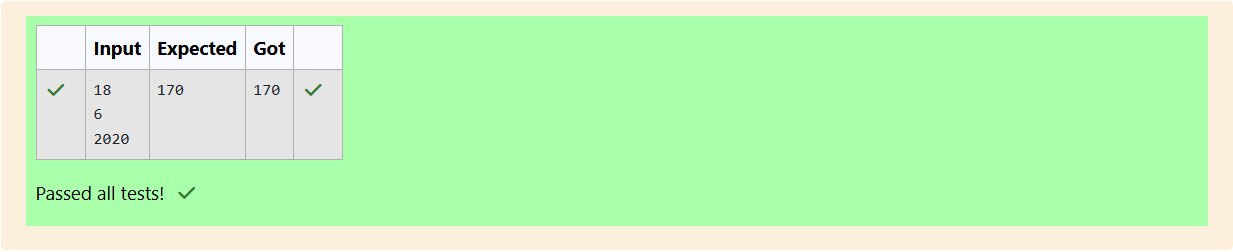 Input Expected Got
18 170 170
6
2020
Passed all tests!